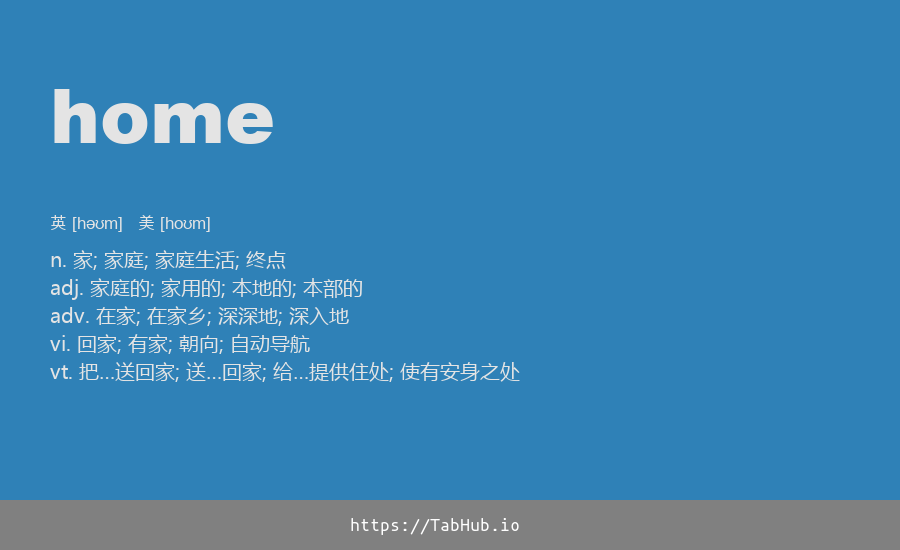 home
英 [həʊm] 美 [hoʊm]
n. 家; 家庭; 家庭生活; 终点
adj. 家庭的; 家用的; 本地的; 本部的
adv. 在家; 在家乡; 深深地; 深入地
vi. 回家; 有家; 朝向; 自动导航
vt. 把…送回家; 送…回家; 给…提供住处; 使有安身之处
https://TabHub.io